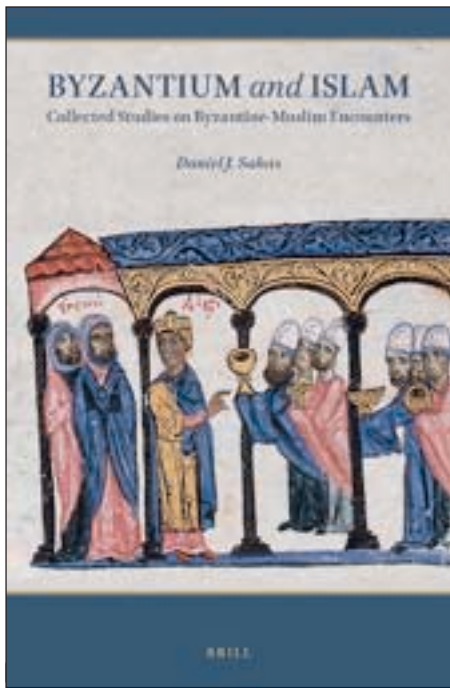 BYZANTIUM and ISLAM
Collected Studies on Byzantine-Muslim Encounters
Daniel J. Sahas
BRILL